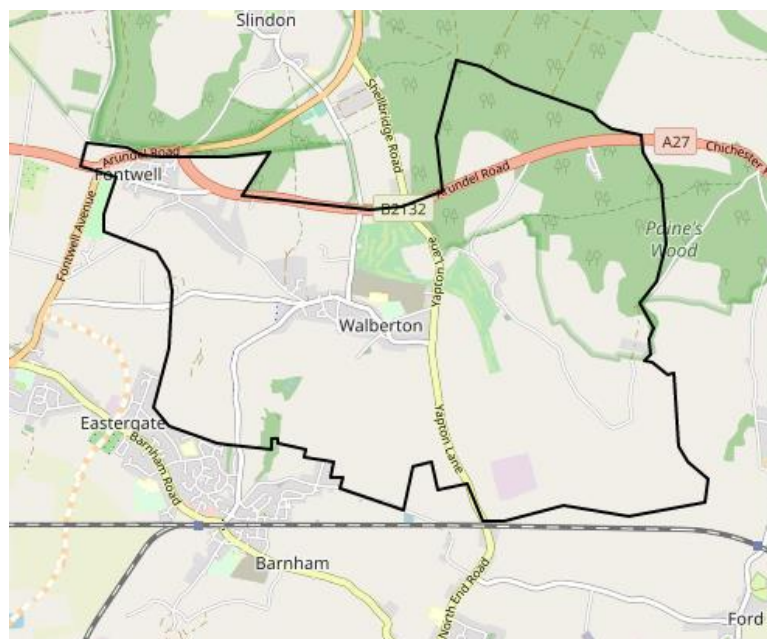 Slindon
Shellbridge Road
A27
Arundel Road
Chichester R
Fontwell
Arundel Road
B2132
Fontwell Avenue
Paine's
Wood
Yapton Lane
Walberton
Eastergate
Barnham Road
Yapton Lane
Barnham
North End Road
Ford